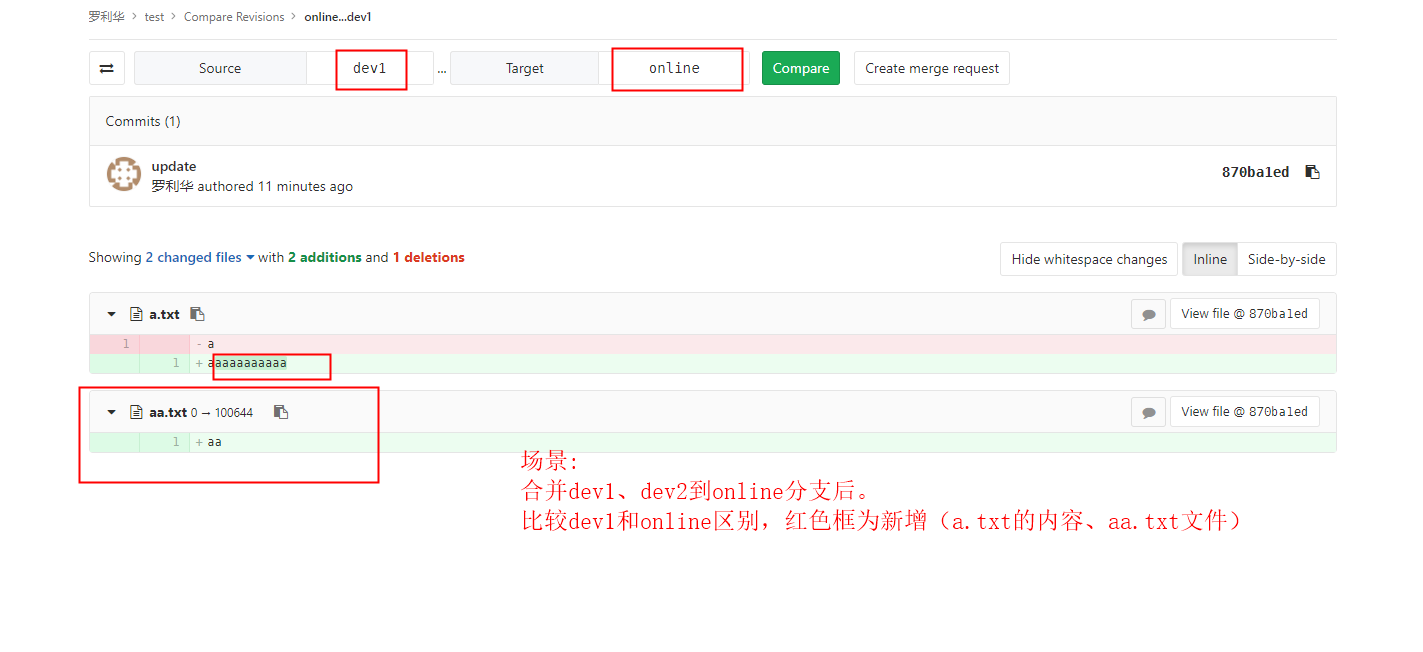 罗利华 > test > Compare Revisions > online...dev1
Source dev1 ... Target online Compare Create merge request
Commits (1)
update
罗利华 authored 11 minutes ago
870ba1ed
Showing 2 changed files with 2 additions and 1 deletions
Hide whitespace changes Inline Side-by-side
a.txt View file @ 870ba1ed
1 - a
1 + aaaaaaaaaaa
aa.txt 0 → 100644 View file @ 870ba1ed
1 + aa
场景:
合并dev1、dev2到online分支后。
比较dev1和online区别，红色框为新增（a.txt的内容、aa.txt文件）